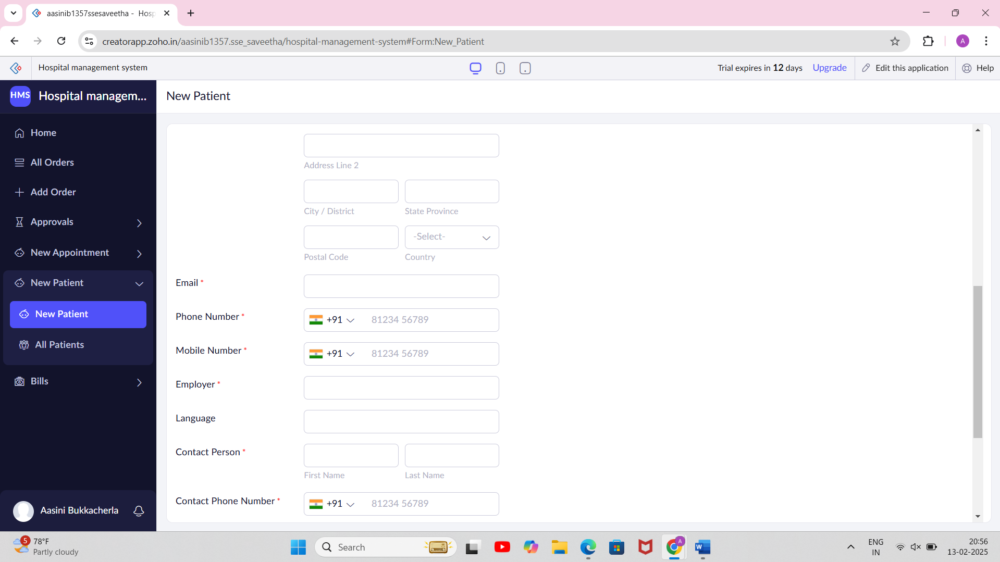 aasinib1357ssesaveetha - Hosp
creatorapp.zoho.in/aasinib1357.sse_saveetha/hospital-management-system#Form:New_Patient
A
Hospital management system
Trial expires in 12 days
Upgrade
Edit this application
Help
HMS
Hospital managem...
Home
All Orders
Add Order
Approvals
New Appointment
New Patient
New Patient
All Patients
Bills
Aasini Bukkacherla
New Patient
Address Line 2
City / District
State Province
-Select-
Postal Code
Country
Email *
Phone Number *
+91
81234 56789
Mobile Number *
+91
81234 56789
Employer *
Language
Contact Person *
First Name
Last Name
Contact Phone Number *
+91
81234 56789
5
78°F
Partly cloudy
Search
A
W
ENG
IN
20:56
13-02-2025